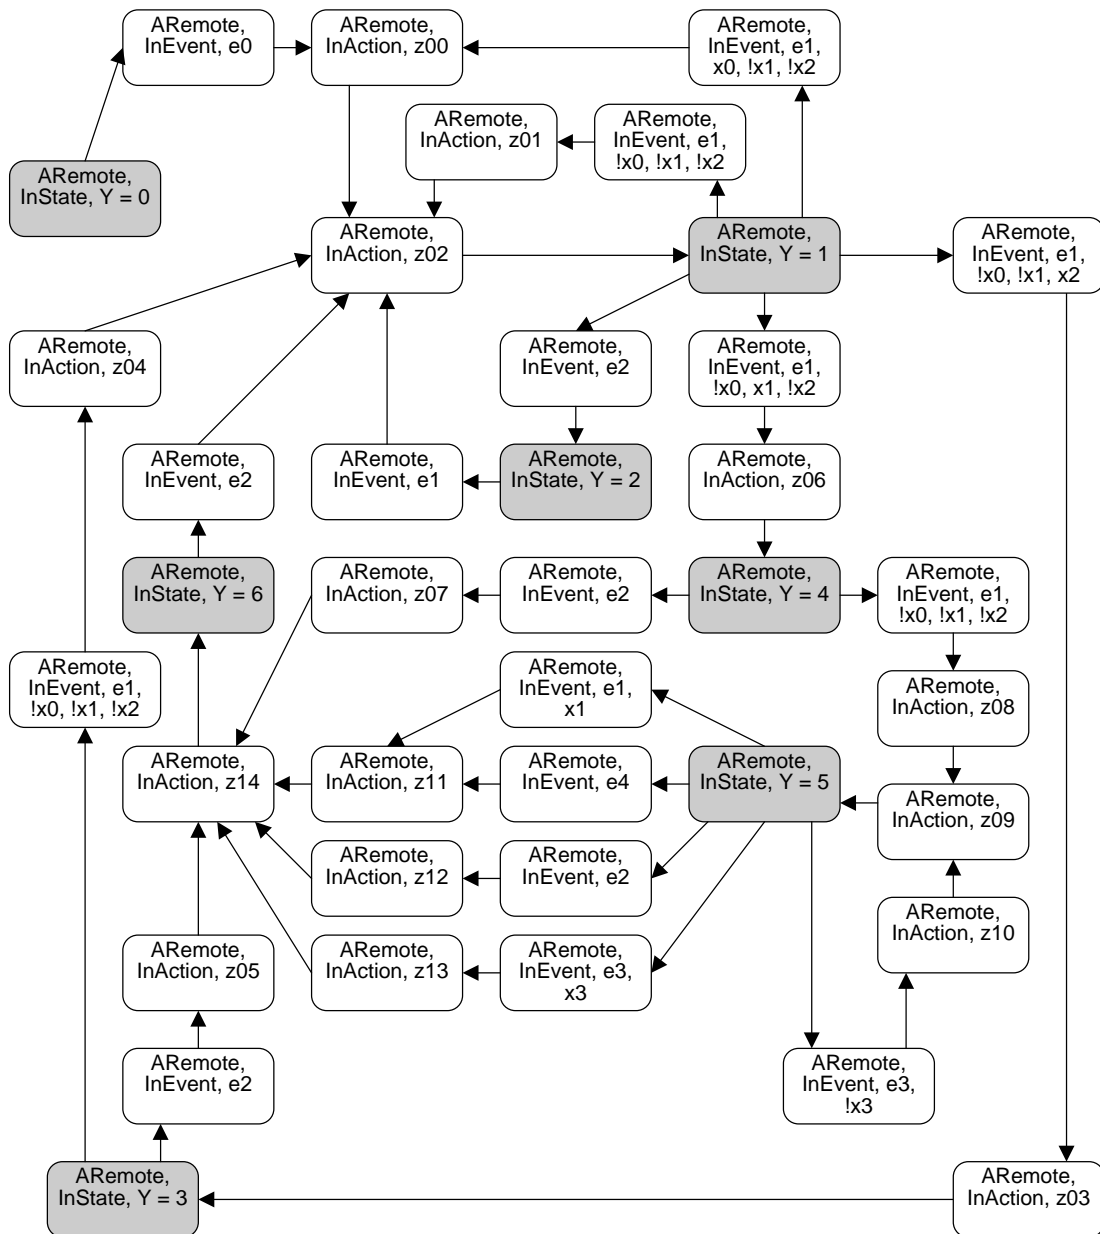 ARemote,
InEvent, e0
ARemote,
InAction, z00
ARemote,
InEvent, e1,
x0, !x1, !x2
ARemote,
InAction, z01
ARemote,
InEvent, e1,
!x0, !x1, !x2
ARemote,
InState, Y = 0
ARemote,
InAction, z02
ARemote,
InState, Y = 1
ARemote,
InEvent, e1,
!x0, !x1, x2
ARemote,
InAction, z04
ARemote,
InEvent, e2
ARemote,
InEvent, e1,
!x0, x1, !x2
ARemote,
InEvent, e2
ARemote,
InEvent, e1
ARemote,
InState, Y = 2
ARemote,
InAction, z06
ARemote,
InState, Y = 6
ARemote,
InAction, z07
ARemote,
InEvent, e2
ARemote,
InState, Y = 4
ARemote,
InEvent, e1,
!x0, !x1, !x2
ARemote,
InEvent, e1,
!x0, !x1, !x2
ARemote,
InEvent, e1,
x1
ARemote,
InAction, z08
ARemote,
InAction, z14
ARemote,
InAction, z11
ARemote,
InEvent, e4
ARemote,
InState, Y = 5
ARemote,
InAction, z09
ARemote,
InAction, z12
ARemote,
InEvent, e2
ARemote,
InAction, z10
ARemote,
InAction, z05
ARemote,
InAction, z13
ARemote,
InEvent, e3,
x3
ARemote,
InEvent, e2
ARemote,
InEvent, e3,
!x3
ARemote,
InState, Y = 3
ARemote,
InAction, z03